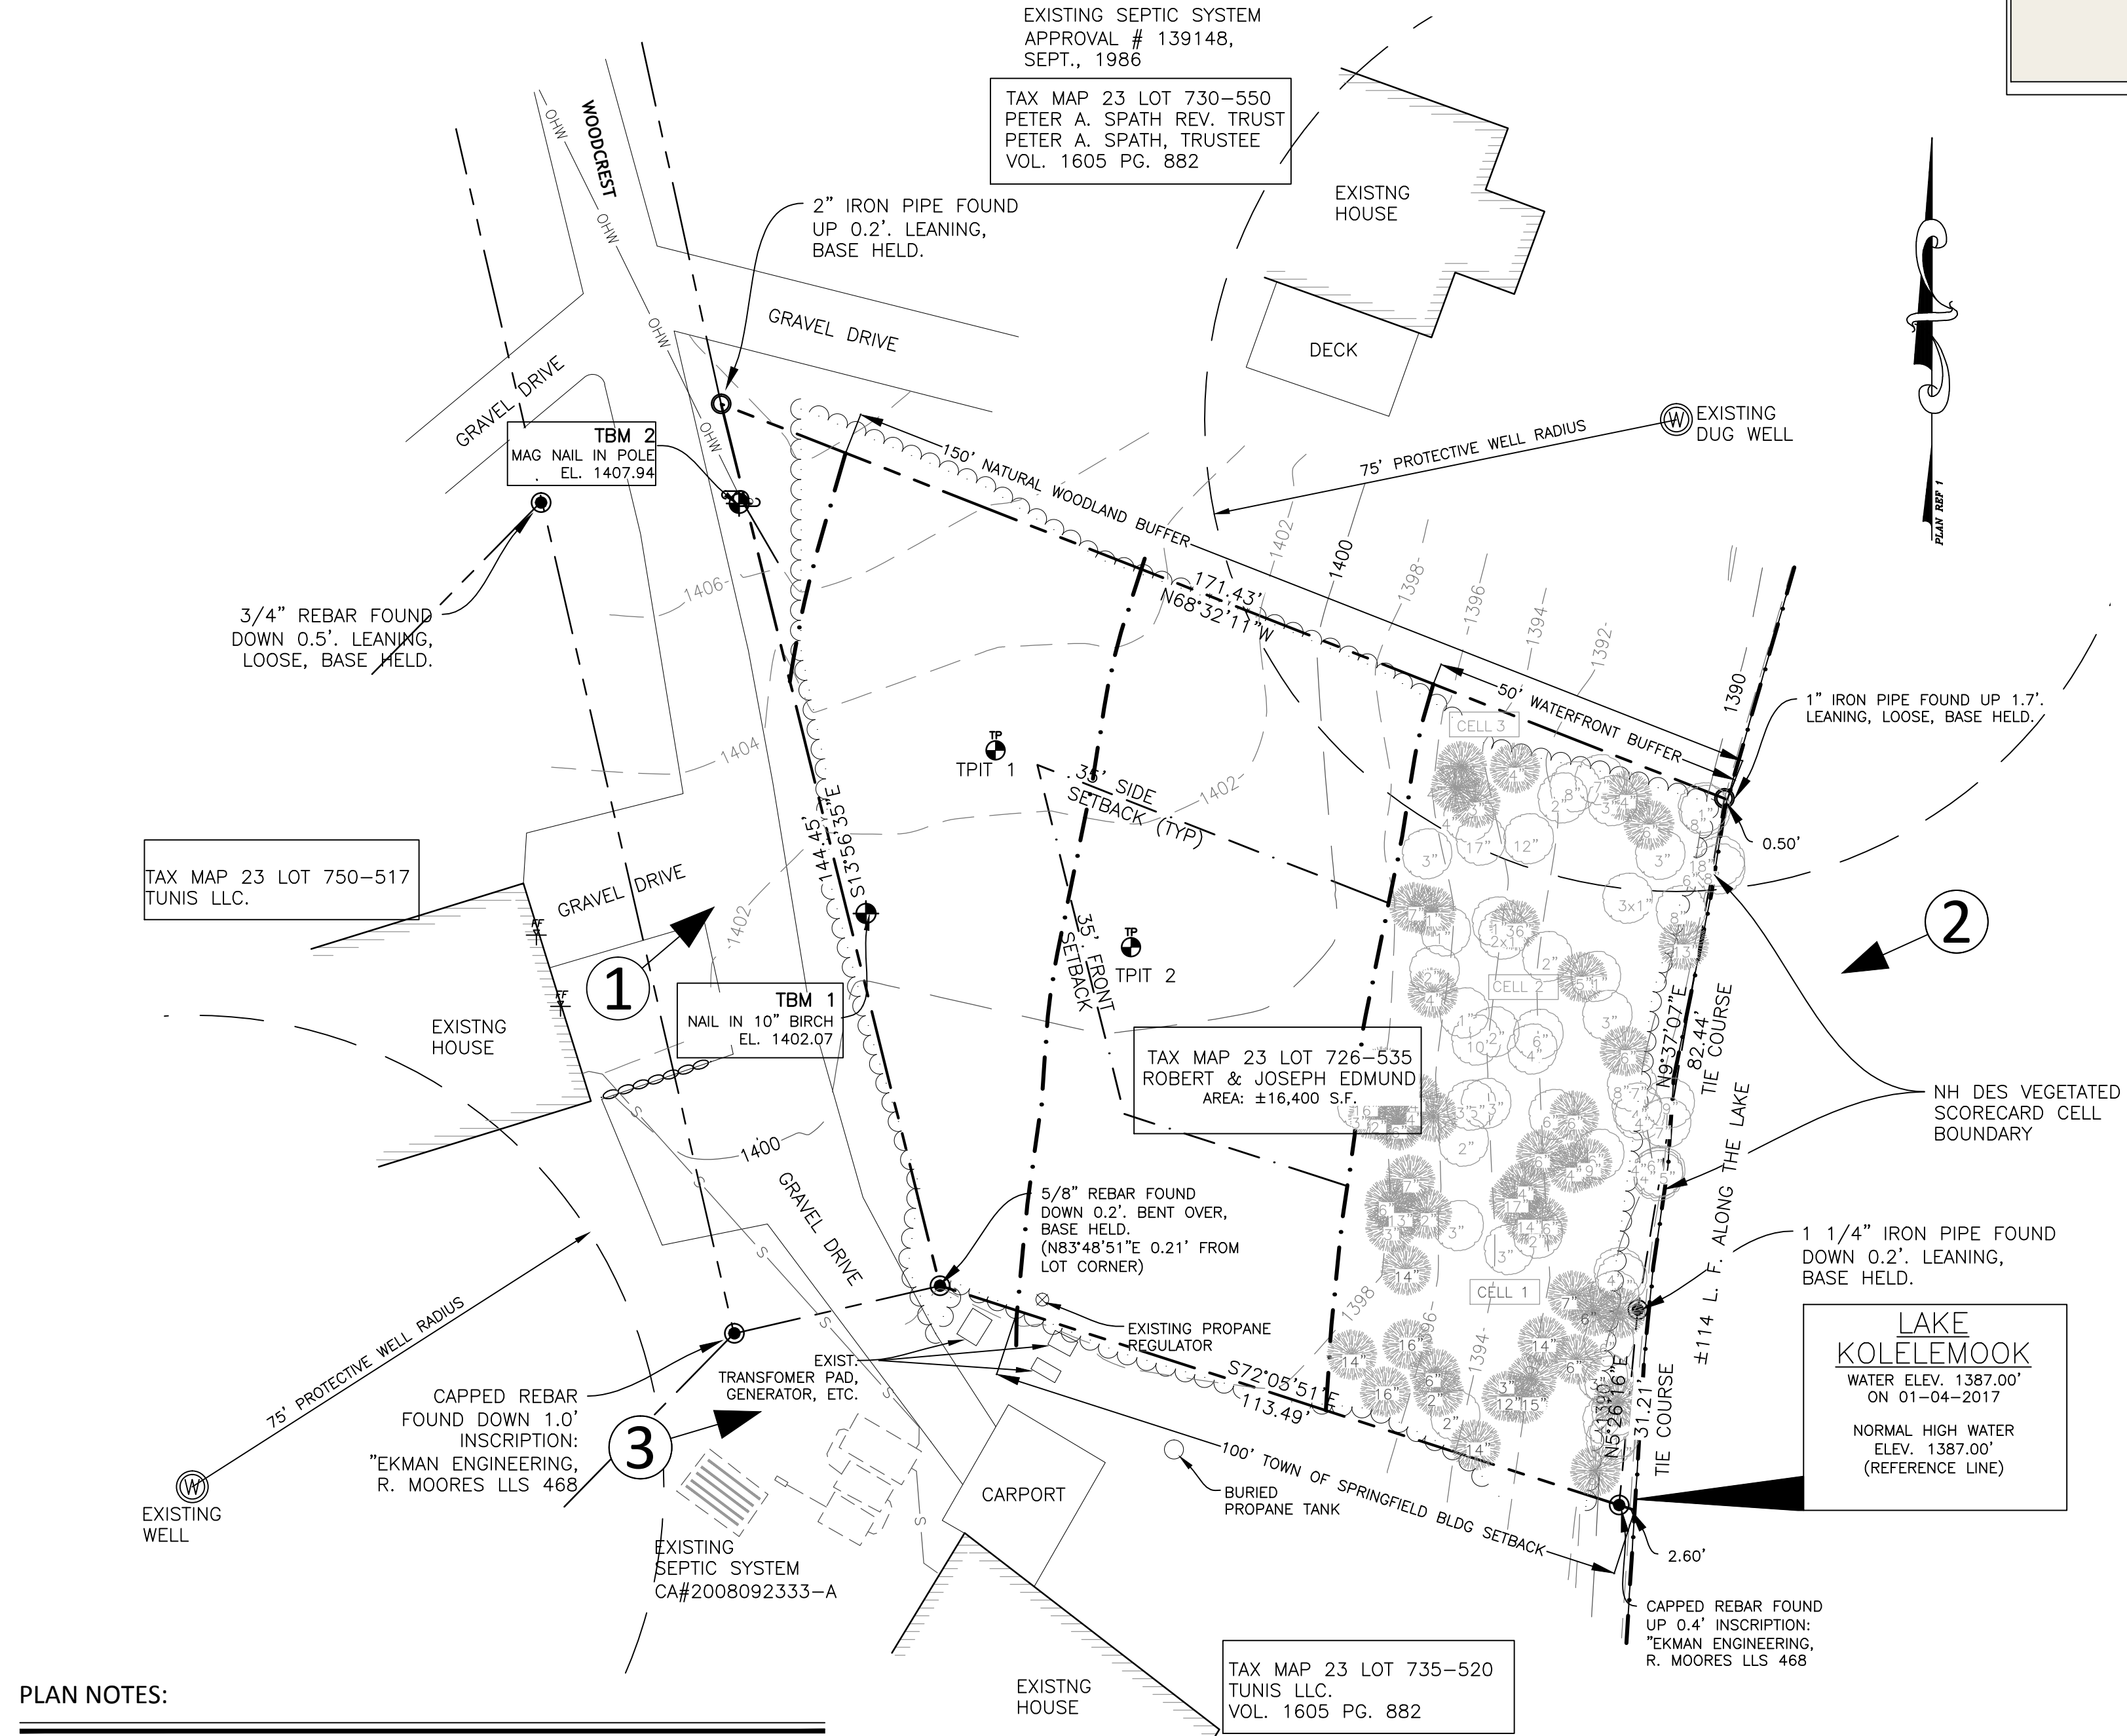 EXISTING SEPTIC SYSTEM
APPROVAL # 139148,
SEPT., 1986
TAX MAP 23 LOT 730-550
PETER A. SPATH REV. TRUST
PETER A. SPATH, TRUSTEE
VOL. 1605 PG. 882
WOODCREST
OHW
OHW
OHW
OHW
2" IRON PIPE FOUND
UP 0.2'. LEANING,
BASE HELD.
EXISTNG
HOUSE
DECK
GRAVEL DRIVE
GRAVEL DRIVE
TBM 2
MAG NAIL IN POLE
EL. 1407.94
W
EXISTING
DUG WELL
75' PROTECTIVE WELL RADIUS
PLAN REF 1
150' NATURAL WOODLAND BUFFER
171.43'
N68°32'11"W
1402
1400
1398
1396
1394
1392
1390
1406
3/4" REBAR FOUND
DOWN 0.5'. LEANING,
LOOSE, BASE HELD.
50' WATERFRONT BUFFER
1" IRON PIPE FOUND UP 1.7'.
LEANING, LOOSE, BASE HELD.
CELL 3
TP
TPIT 1
1404
35' SIDE
SETBACK (TYP)
1402
0.50'
144.45'
S13°56'35"E
TAX MAP 23 LOT 750-517
TUNIS LLC.
GRAVEL DRIVE
1402
FF
FF
1
2
35' FRONT
SETBACK
TP
TPIT 2
CELL 2
TBM 1
NAIL IN 10" BIRCH
EL. 1402.07
EXISTNG
HOUSE
N9°37'07"E
82.44'
TIE COURSE
TAX MAP 23 LOT 726-535
ROBERT & JOSEPH EDMUND
AREA: ±16,400 S.F.
NH DES VEGETATED
SCORECARD CELL
BOUNDARY
1400
GRAVEL DRIVE
S
S
S
S
S
5/8" REBAR FOUND
DOWN 0.2'. BENT OVER,
BASE HELD.
(N83°48'51"E 0.21' FROM
LOT CORNER)
±114 L. F. ALONG THE LAKE
1 1/4" IRON PIPE FOUND
DOWN 0.2'. LEANING,
BASE HELD.
CELL 1
1398
1394
EXISTING PROPANE
REGULATOR
EXIST.
TRANSFOMER PAD,
GENERATOR, ETC.
LAKE
KOLELEMOOK
WATER ELEV. 1387.00'
ON 01-04-2017
NORMAL HIGH WATER
ELEV. 1387.00'
(REFERENCE LINE)
S72°05'51"E
113.49'
N5°26'16"E
31.21'
TIE COURSE
75' PROTECTIVE WELL RADIUS
CAPPED REBAR
FOUND DOWN 1.0'
INSCRIPTION:
"EKMAN ENGINEERING,
R. MOORES LLS 468
3
W
EXISTING
WELL
100' TOWN OF SPRINGFIELD BLDG SETBACK
CARPORT
BURIED
PROPANE TANK
EXISTING
SEPTIC SYSTEM
CA#2008092333-A
2.60'
CAPPED REBAR FOUND
UP 0.4' INSCRIPTION:
"EKMAN ENGINEERING,
R. MOORES LLS 468
TAX MAP 23 LOT 735-520
TUNIS LLC.
VOL. 1605 PG. 882
EXISTNG
HOUSE
PLAN NOTES: